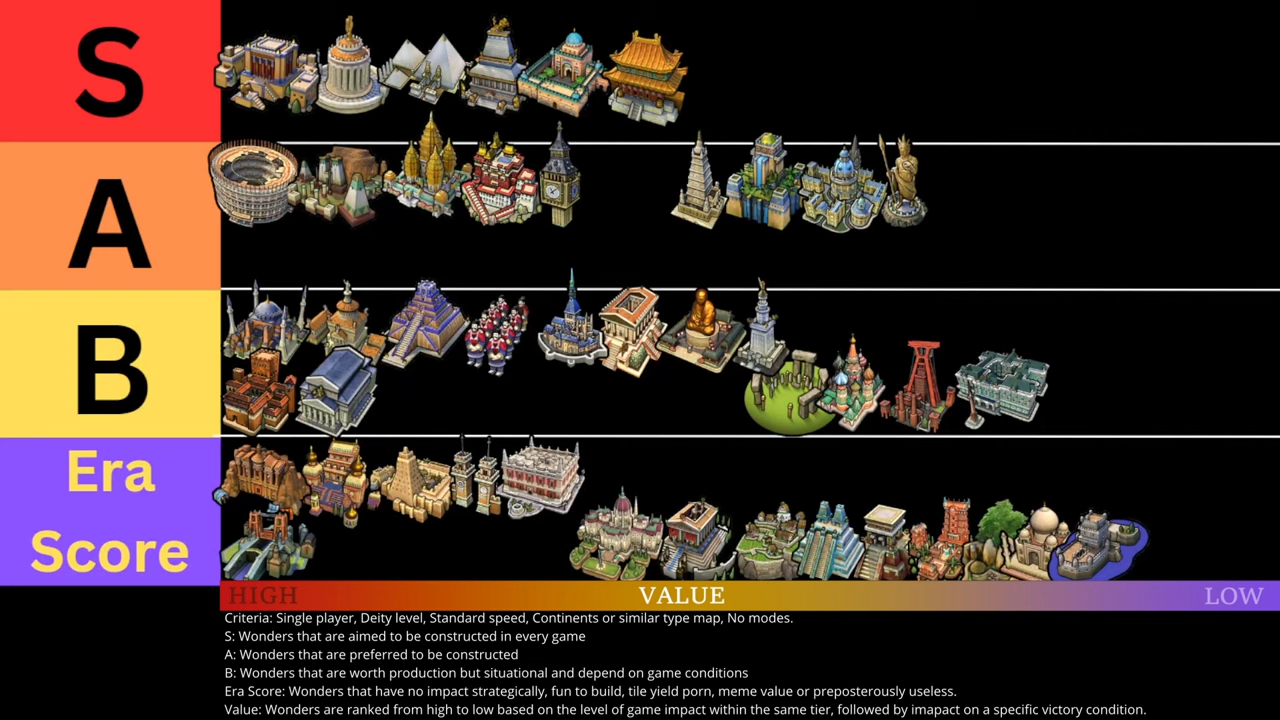 S
A
B
Era
Score
HIGH VALUE LOW
Criteria: Single player, Deity level, Standard speed, Continents or similar type map, No modes.
S: Wonders that are aimed to be constructed in every game
A: Wonders that are preferred to be constructed
B: Wonders that are worth production but situational and depend on game conditions
Era Score: Wonders that have no impact strategically, fun to build, tile yield porn, meme value or preposterously useless.
Value: Wonders are ranked from high to low based on the level of game impact within the same tier, followed by imapact on a specific victory condition.